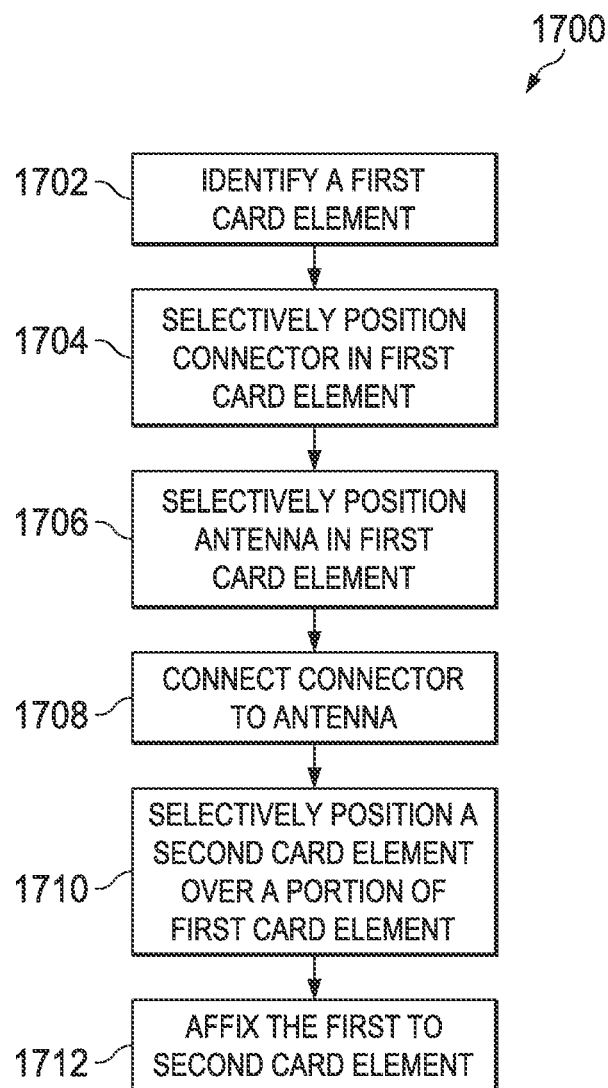 1700
1702
IDENTIFY A FIRST
CARD ELEMENT
1704
SELECTIVELY POSITION
CONNECTOR IN FIRST
CARD ELEMENT
1706
SELECTIVELY POSITION
ANTENNA IN FIRST
CARD ELEMENT
1708
CONNECT CONNECTOR
TO ANTENNA
1710
SELECTIVELY POSITION A
SECOND CARD ELEMENT
OVER A PORTION OF
FIRST CARD ELEMENT
1712
AFFIX THE FIRST TO
SECOND CARD ELEMENT